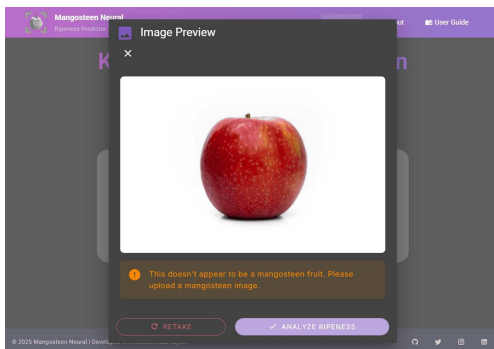 Mangosteen Neural
Ripeness Predictor
out
User Guide
Image Preview
K
n
This doesn't appear to be a mangosteen fruit. Please
upload a mangosteen image.
RETAKE
ANALYZE RIPENESS
© 2025 Mangosteen Neural |